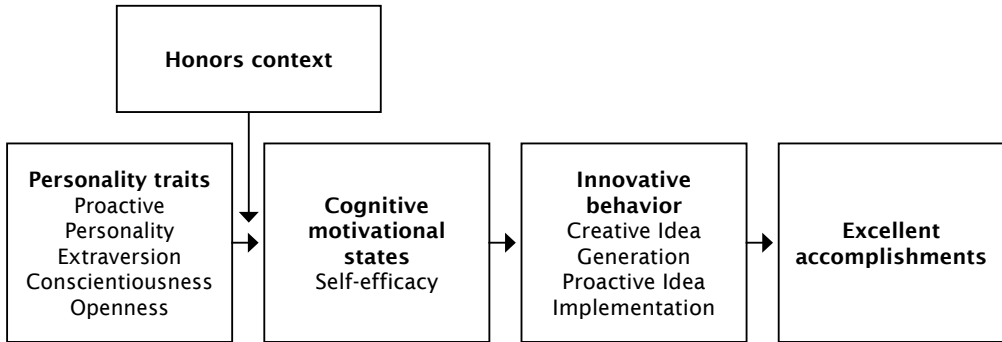 Honors context
Personality traits
Proactive
Personality
Extraversion
Conscientiousness
Openness
Cognitive
motivational
states
Self-efficacy
Innovative
behavior
Creative Idea
Generation
Proactive Idea
Implementation
Excellent
accomplishments